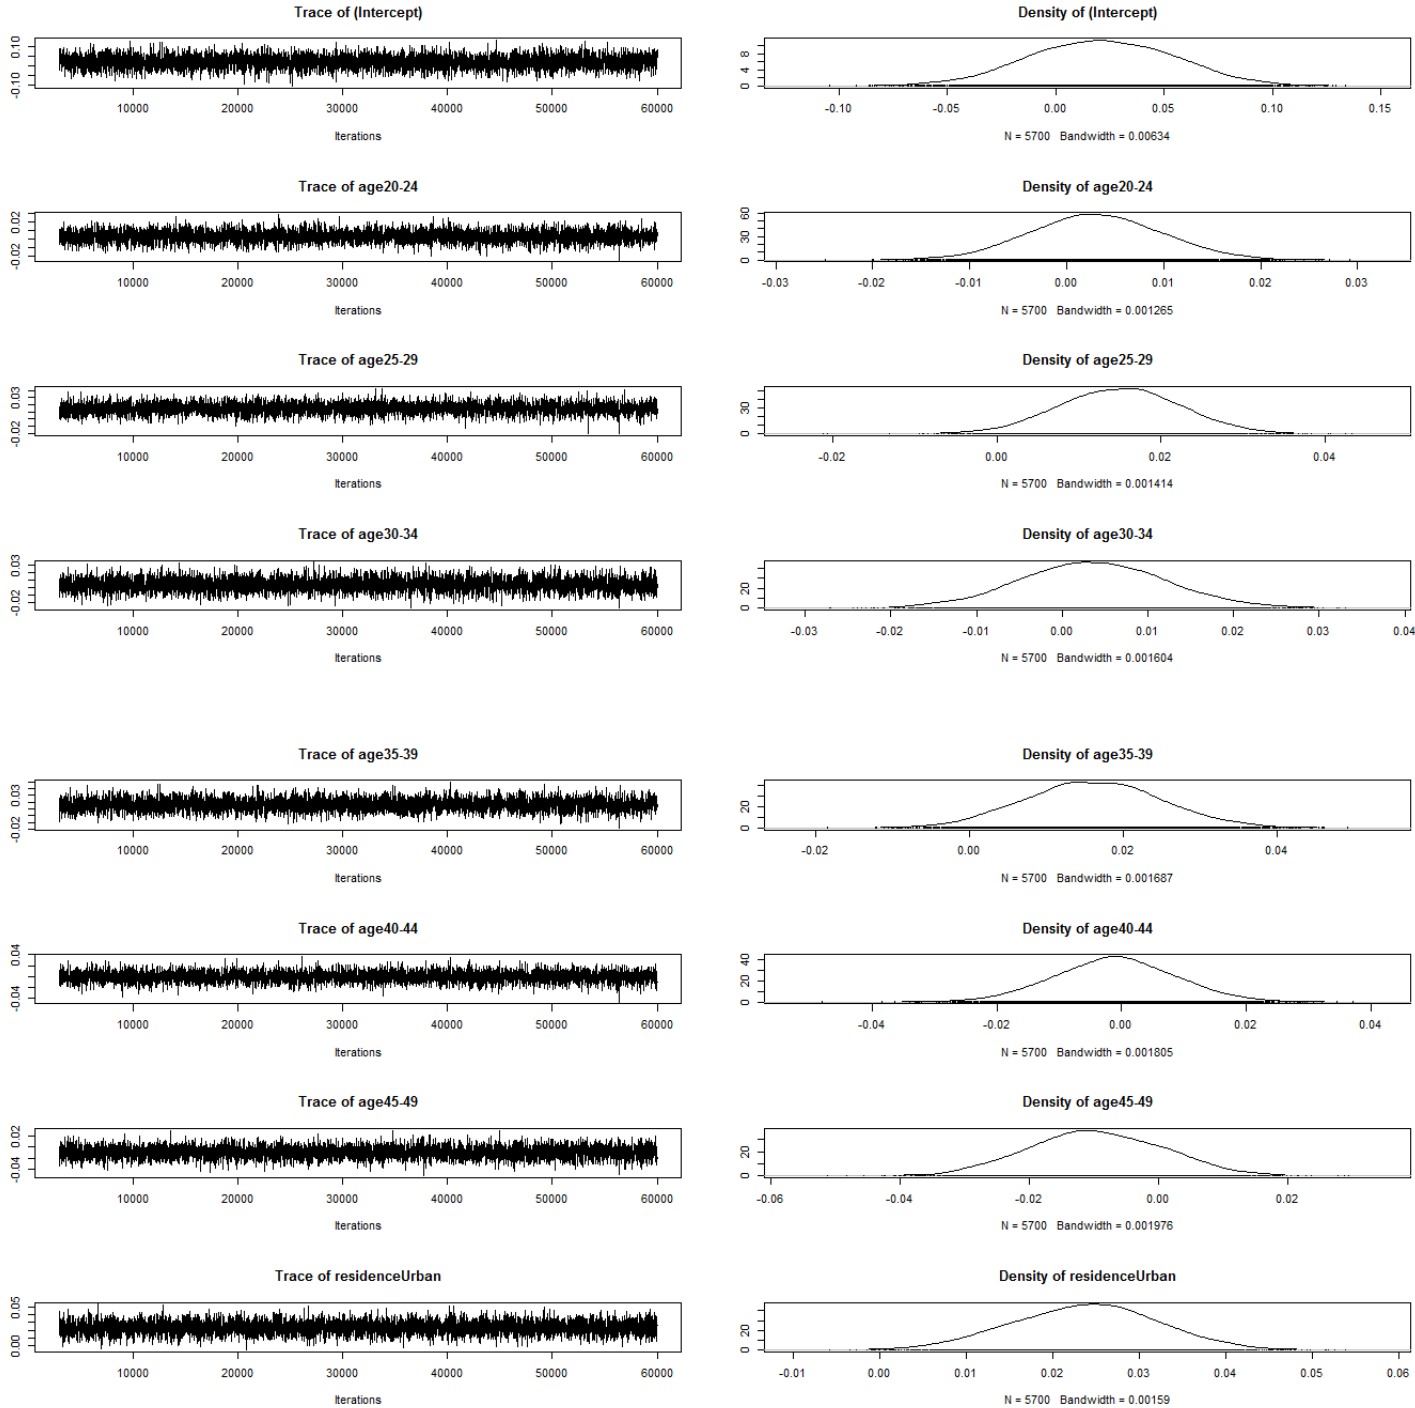 Trace of (Intercept)
Density of (Intercept)
-0.10 0.10
0 4 8
10000 20000 30000 40000 50000 60000
-0.10 -0.05 0.00 0.05 0.10 0.15
Iterations
N = 5700 Bandwidth = 0.00634
Trace of age20-24
Density of age20-24
-0.02 0.02
0 30 60
10000 20000 30000 40000 50000 60000
-0.03 -0.02 -0.01 0.00 0.01 0.02 0.03
Iterations
N = 5700 Bandwidth = 0.001265
Trace of age25-29
Density of age25-29
-0.02 0.03
0 30
10000 20000 30000 40000 50000 60000
-0.02 0.00 0.02 0.04
Iterations
N = 5700 Bandwidth = 0.001414
Trace of age30-34
Density of age30-34
-0.02 0.03
0 20
10000 20000 30000 40000 50000 60000
-0.03 -0.02 -0.01 0.00 0.01 0.02 0.03 0.04
Iterations
N = 5700 Bandwidth = 0.001604
Trace of age35-39
Density of age35-39
-0.02 0.03
0 20
10000 20000 30000 40000 50000 60000
-0.02 0.00 0.02 0.04
Iterations
N = 5700 Bandwidth = 0.001687
Trace of age40-44
Density of age40-44
-0.04 0.04
0 20 40
10000 20000 30000 40000 50000 60000
-0.04 -0.02 0.00 0.02 0.04
Iterations
N = 5700 Bandwidth = 0.001805
Trace of age45-49
Density of age45-49
-0.04 0.02
0 20
10000 20000 30000 40000 50000 60000
-0.06 -0.04 -0.02 0.00 0.02
Iterations
N = 5700 Bandwidth = 0.001976
Trace of residenceUrban
Density of residenceUrban
0.00 0.05
0 20
10000 20000 30000 40000 50000 60000
-0.01 0.00 0.01 0.02 0.03 0.04 0.05 0.06
Iterations
N = 5700 Bandwidth = 0.00159